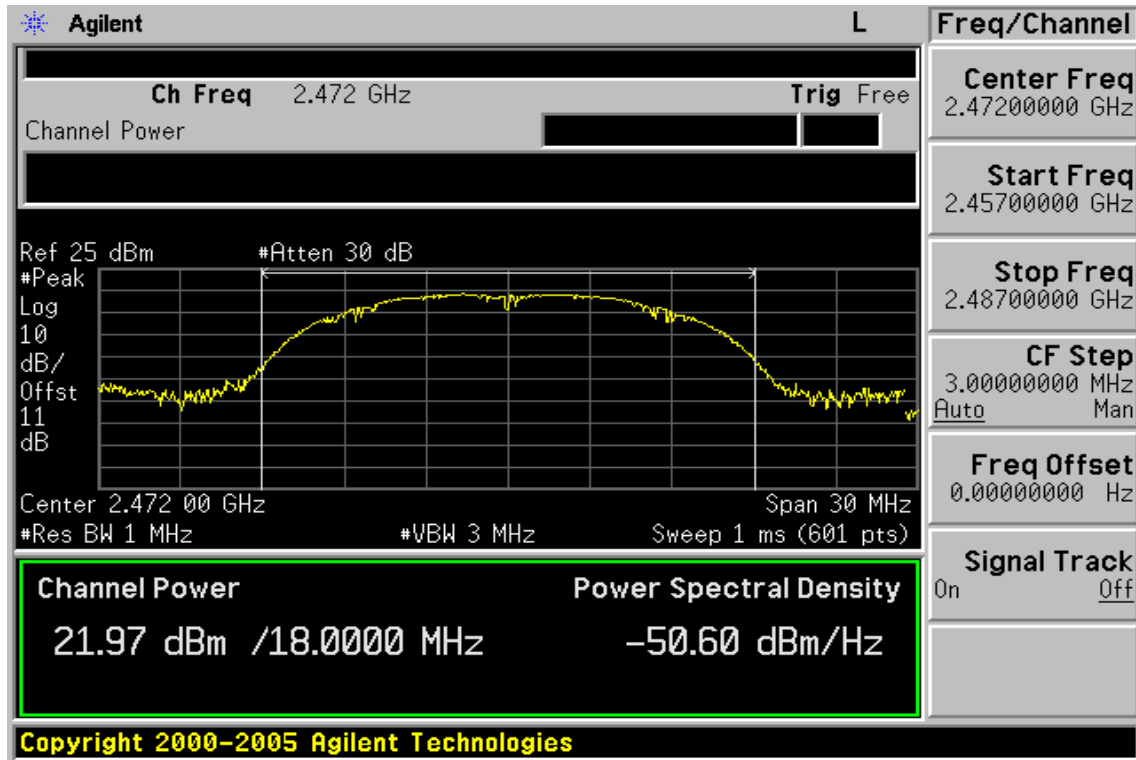 Agilent
L
Freq/Channel
Ch Freq 2.472 GHz
Trig Free
Channel Power
Center Freq
2.47200000 GHz
Start Freq
2.45700000 GHz
Stop Freq
2.48700000 GHz
CF Step
3.00000000 MHz
Auto Man
Freq Offset
0.00000000 Hz
Signal Track
On Off
Ref 25 dBm
#Atten 30 dB
#Peak
Log
10
dB/
Offst
11
dB
Center 2.472 00 GHz
Span 30 MHz
#Res BW 1 MHz
#VBW 3 MHz
Sweep 1 ms (601 pts)
Channel Power
Power Spectral Density
21.97 dBm /18.0000 MHz
-50.60 dBm/Hz
Copyright 2000-2005 Agilent Technologies